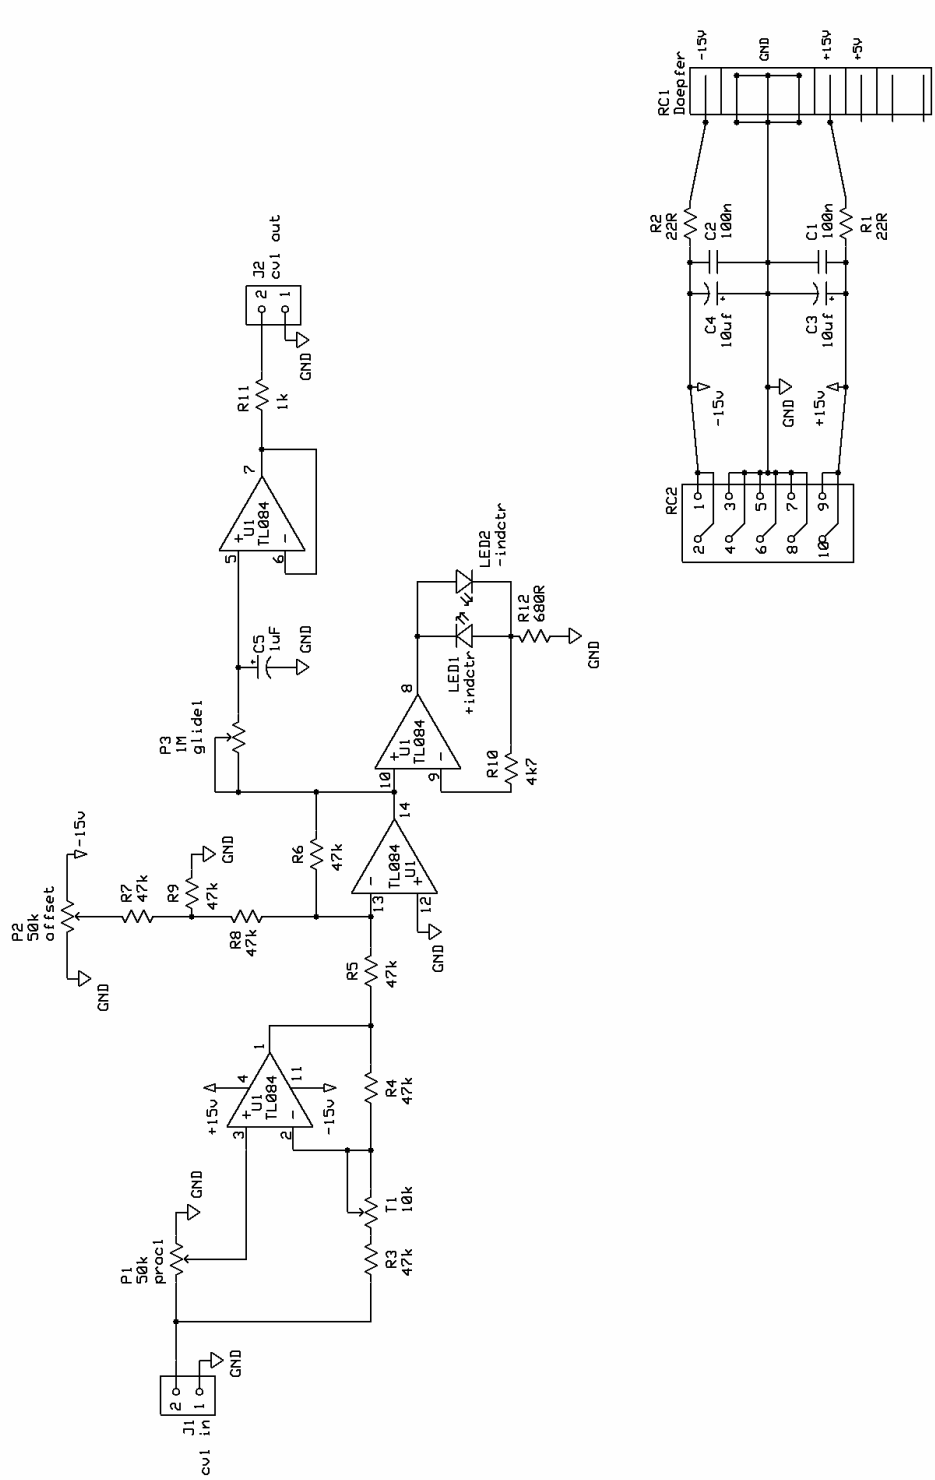 J1
cv1 in
2
1
GND
P1
50k
proc1
GND
R3
47k
T1
10k
R4
47k
+15v
4
3
+
U1
TL084
2
-
11
-15v
1
R5
47k
P2
50k
offset
GND
-15v
R7
47k
R9
47k
GND
R8
47k
R6
47k
13
-
TL084
U1
+
12
GND
14
P3
1M
glide1
C5
1uF
GND
5
+
U1
TL084
6
-
7
R11
1k
J2
cv1 out
2
1
GND
10
+
U1
TL084
9
-
8
R10
4k7
LED1
+indctr
LED2
-indctr
R12
680R
GND
RC2
1
2
3
4
5
6
7
8
9
10
-15v
GND
+15v
C4
10uf
+
C3
10uf
+
R2
22R
C2
100n
C1
100n
R1
22R
RC1
Doepfer
-15v
GND
+15v
+5v